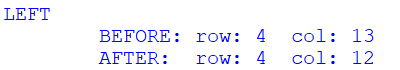 LEFT
BEFORE: row: 4  col: 13
AFTER:  row: 4  col: 12